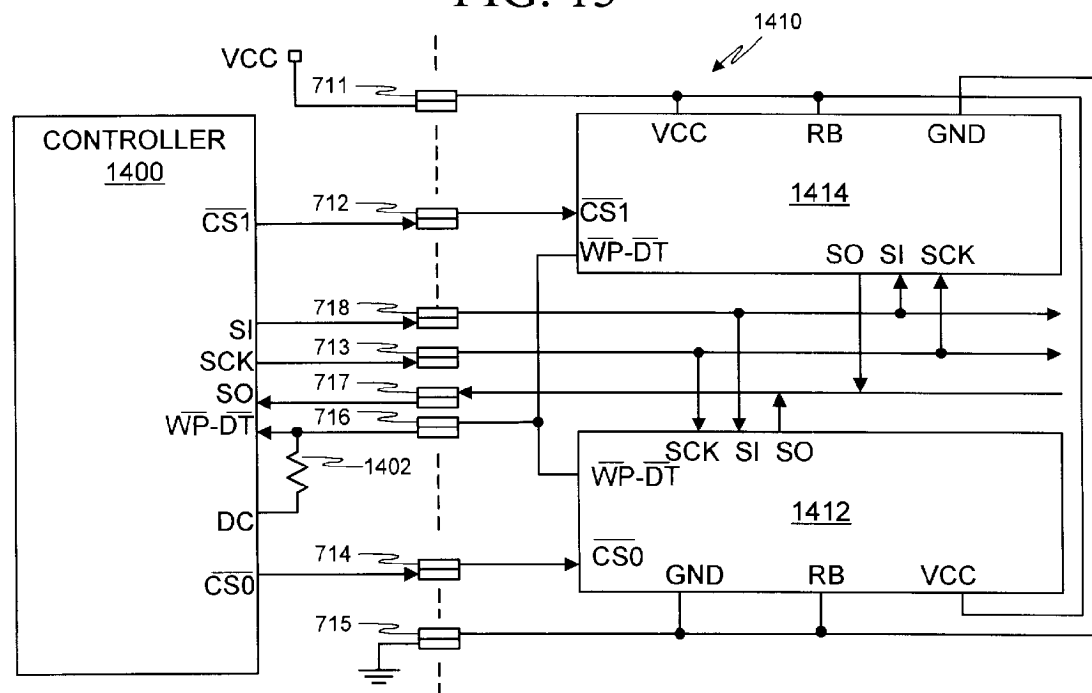 FIG. 15
1410
VCC
711
VCC RB GND
CONTROLLER
1400
1414
712
CS1
CS1
WP-DT
SO SI SCK
718
SI
713
SCK
717
SO
716
WP-DT
SCK SI SO
WP-DT
1402
1412
DC
714
CS0
CS0
GND RB VCC
715